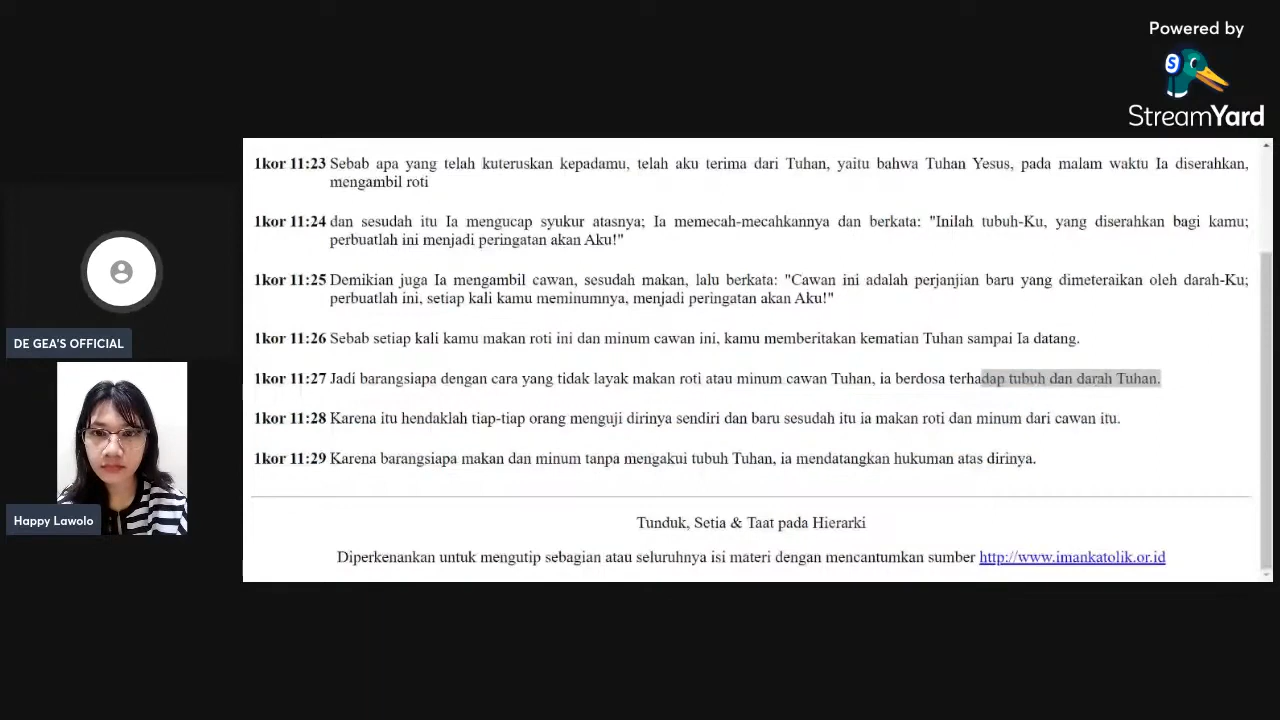 Powered by
S
StreamYard
1kor 11:23 Sebab apa yang telah kuteruskan kepadamu, telah aku terima dari Tuhan, yaitu bahwa Tuhan Yesus, pada malam waktu Ia diserahkan,
mengambil roti
1kor 11:24 dan sesudah itu Ia mengucap syukur atasnya; Ia memecah-mecahkannya dan berkata: "Inilah tubuh-Ku, yang diserahkan bagi kamu;
perbuatlah ini menjadi peringatan akan Aku!"
1kor 11:25 Demikian juga Ia mengambil cawan, sesudah makan, lalu berkata: "Cawan ini adalah perjanjian baru yang dimeteraikan oleh darah-Ku;
perbuatlah ini, setiap kali kamu meminumnya, menjadi peringatan akan Aku!"
1kor 11:26 Sebab setiap kali kamu makan roti ini dan minum cawan ini, kamu memberitakan kematian Tuhan sampai Ia datang.
1kor 11:27 Jadi barangsiapa dengan cara yang tidak layak makan roti atau minum cawan Tuhan, ia berdosa terhadap tubuh dan darah Tuhan.
1kor 11:28 Karena itu hendaklah tiap-tiap orang menguji dirinya sendiri dan baru sesudah itu ia makan roti dan minum dari cawan itu.
1kor 11:29 Karena barangsiapa makan dan minum tanpa mengakui tubuh Tuhan, ia mendatangkan hukuman atas dirinya.
Tunduk, Setia & Taat pada Hierarki
Diperkenankan untuk mengutip sebagian atau seluruhnya isi materi dengan mencantumkan sumber http://www.imankatolik.or.id
DE GEA'S OFFICIAL
Happy Lawolo